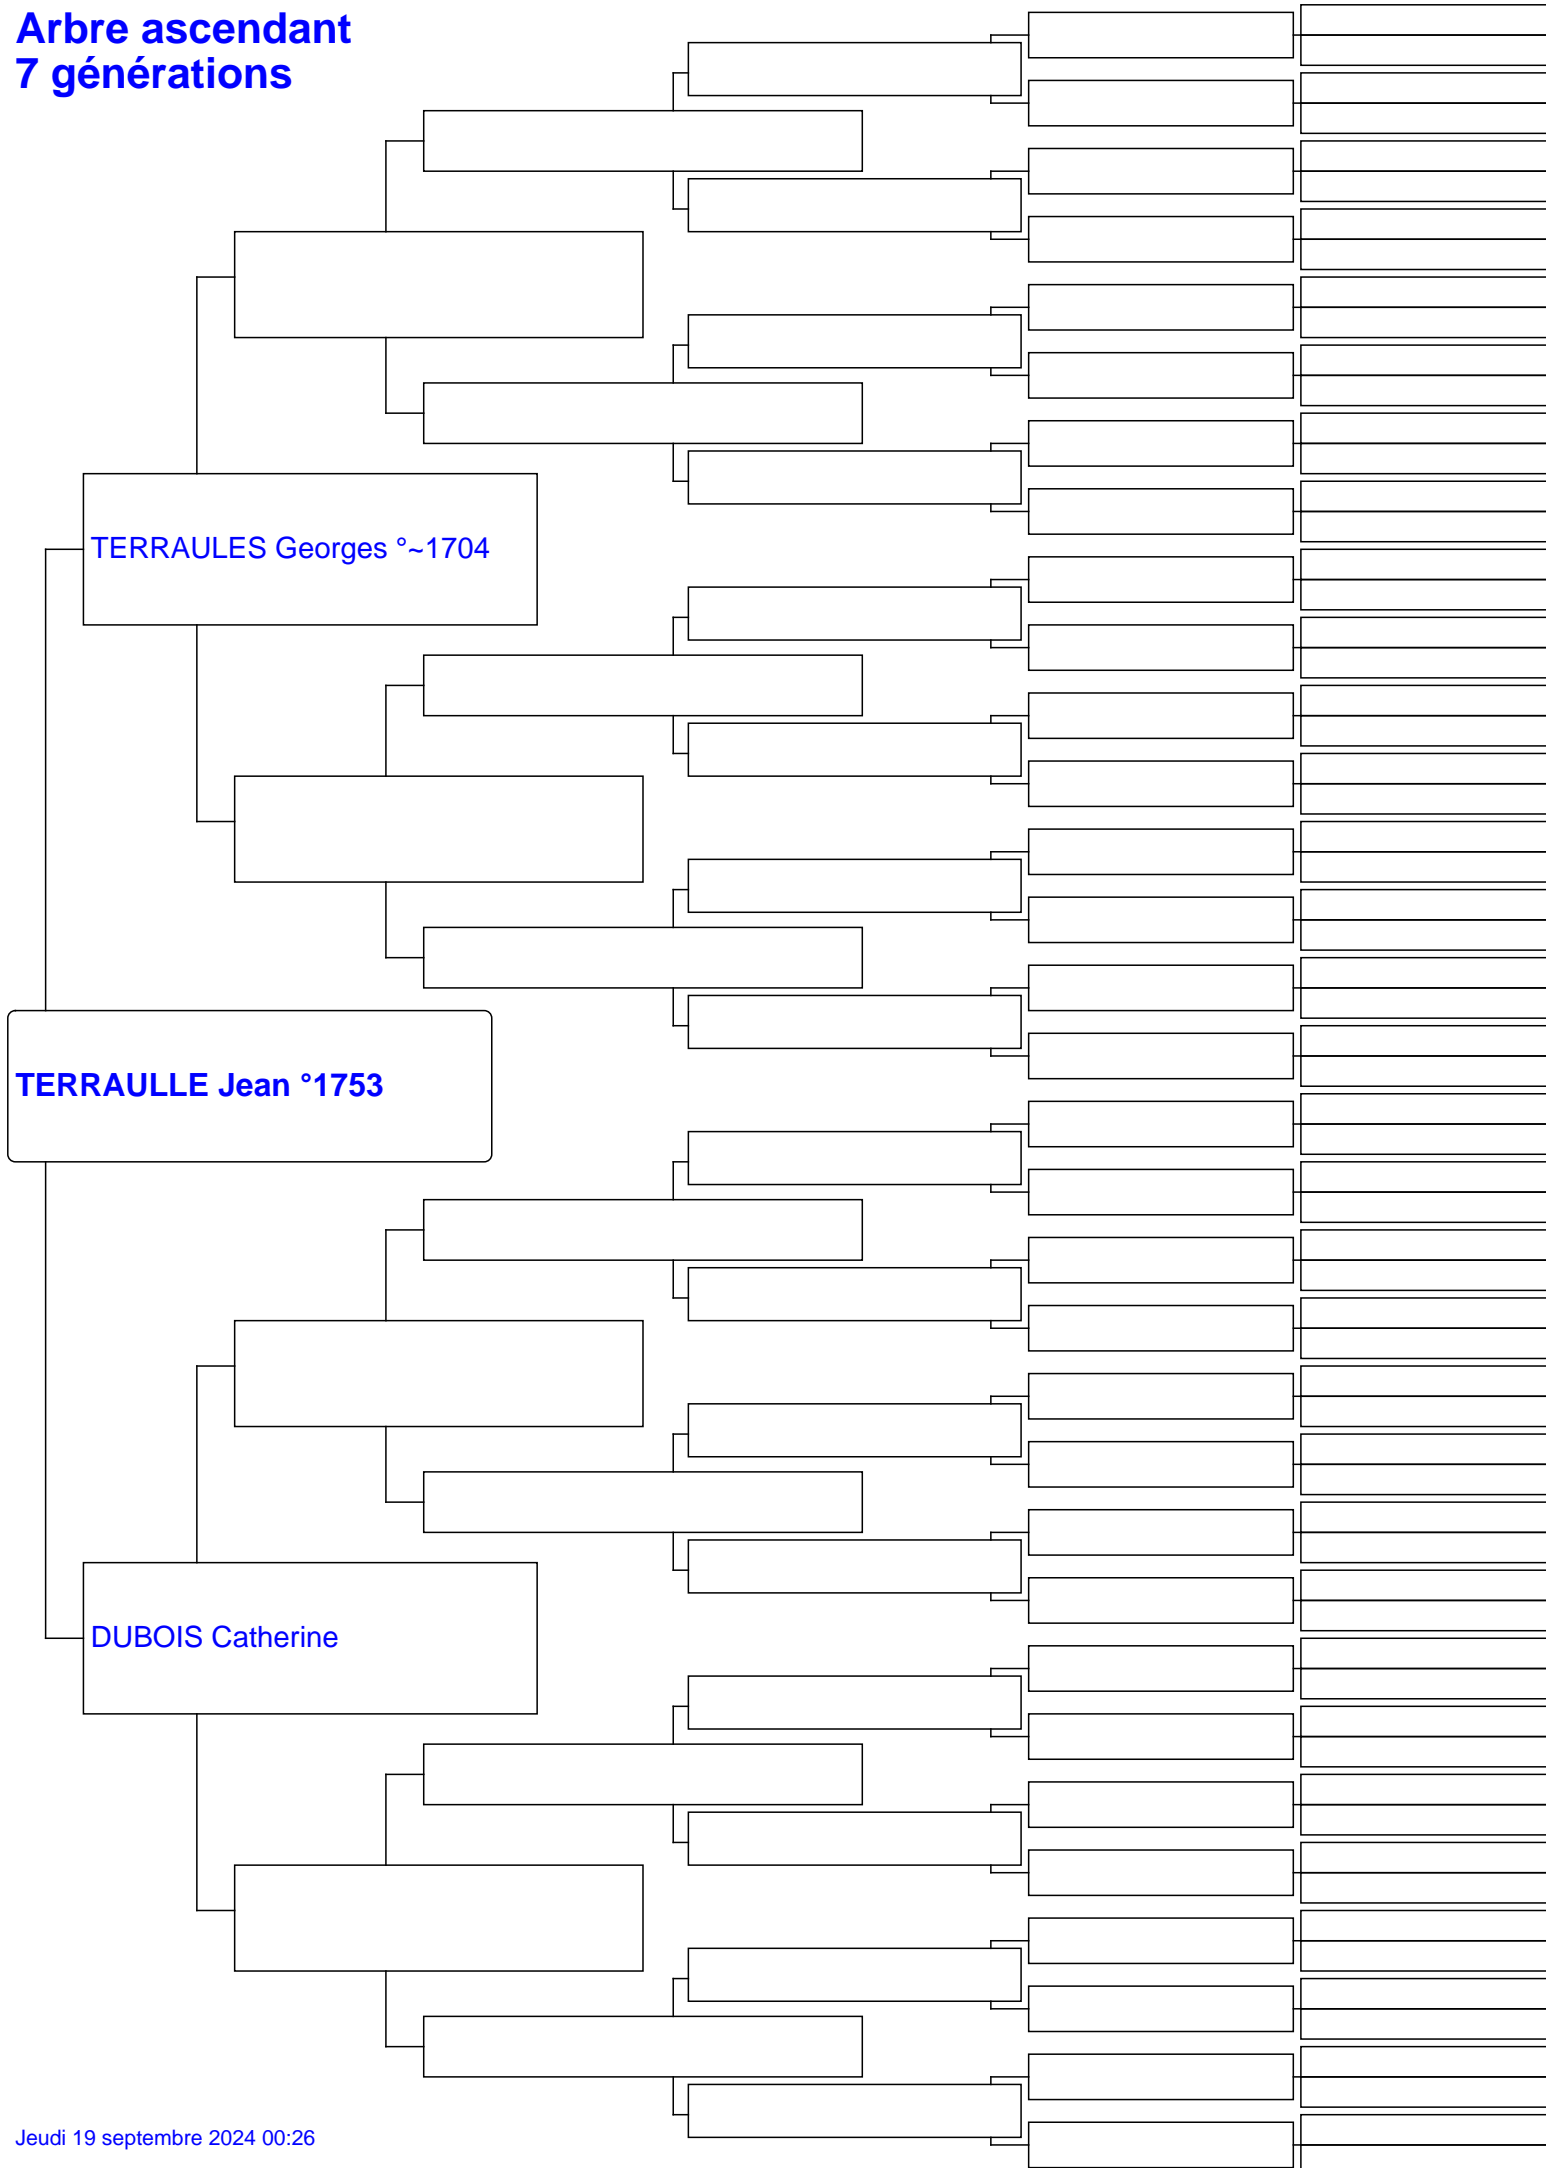 Arbre ascendant
7 générations
TERRAULES Georges °~1704
TERRAULLE Jean °1753
DUBOIS Catherine
Jeudi 19 septembre 2024 00:26